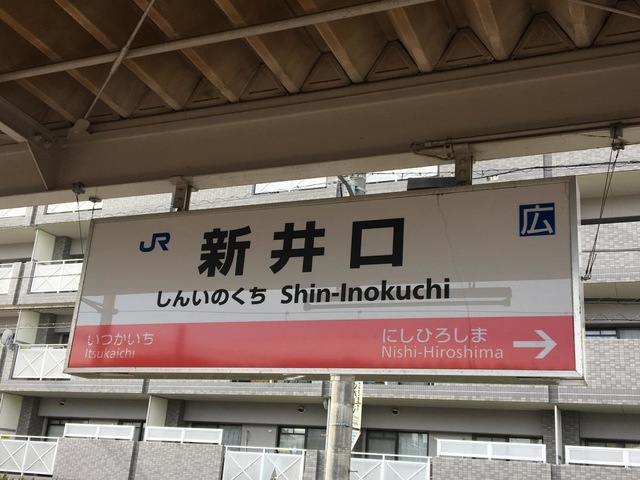 JR 新井口 広
しんいのくち Shin-Inokuchi
いつかいち にしひろしま
Itsukaichi Nishi-Hiroshima